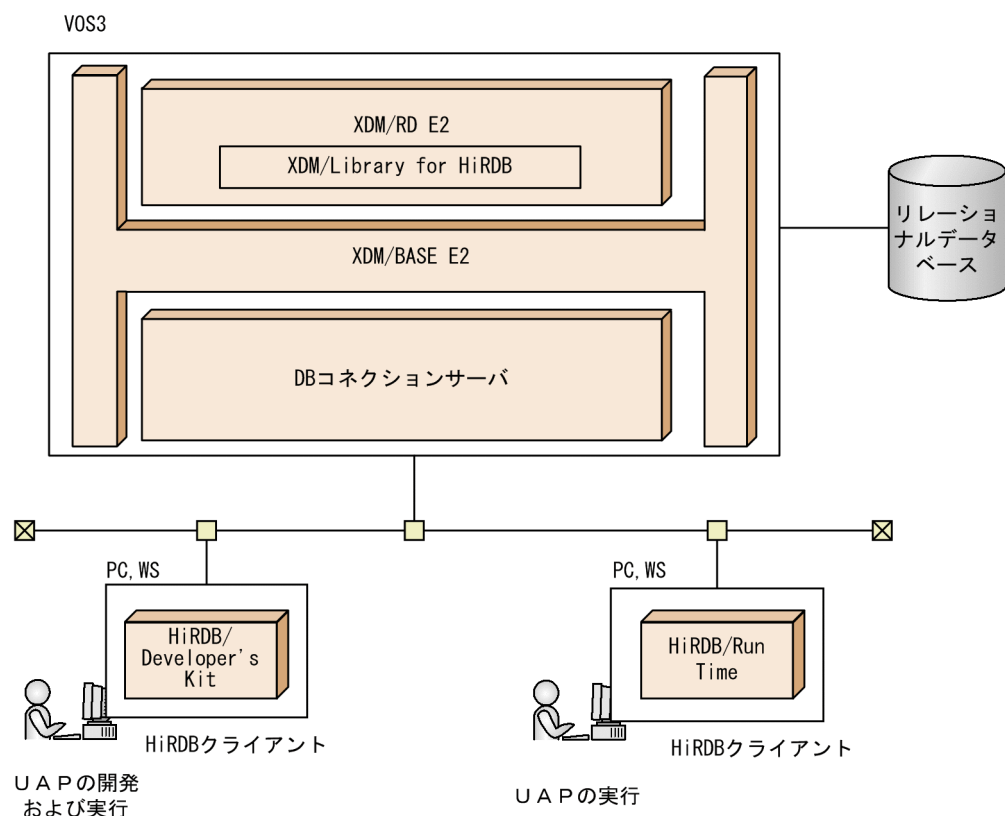 VOS3
XDM/RD E2
XDM/Library for HiRDB
XDM/BASE E2
DBコネクションサーバ
リレーショ
ナルデータ
ベース
PC,WS
HiRDB/
Developer's
Kit
HiRDBクライアント
UAPの開発
および実行
PC,WS
HiRDB/Run
Time
HiRDBクライアント
UAPの実行